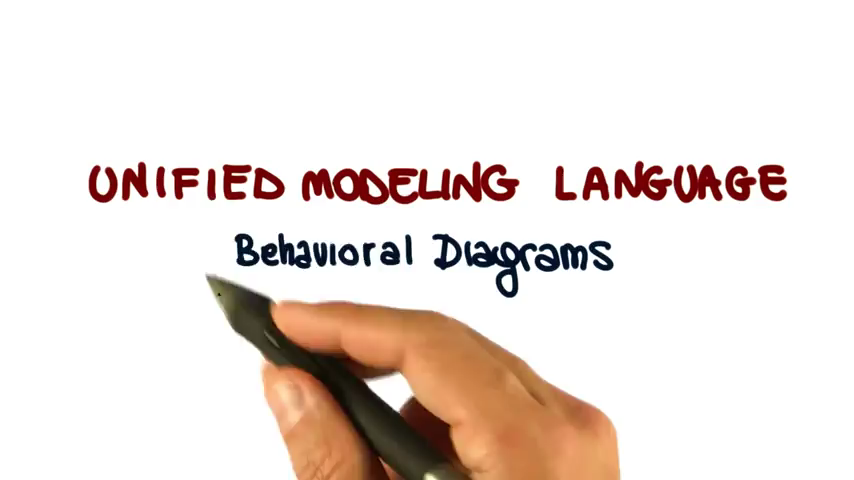 UNIFIED MODELING LANGUAGE
Behavioral Diagrams